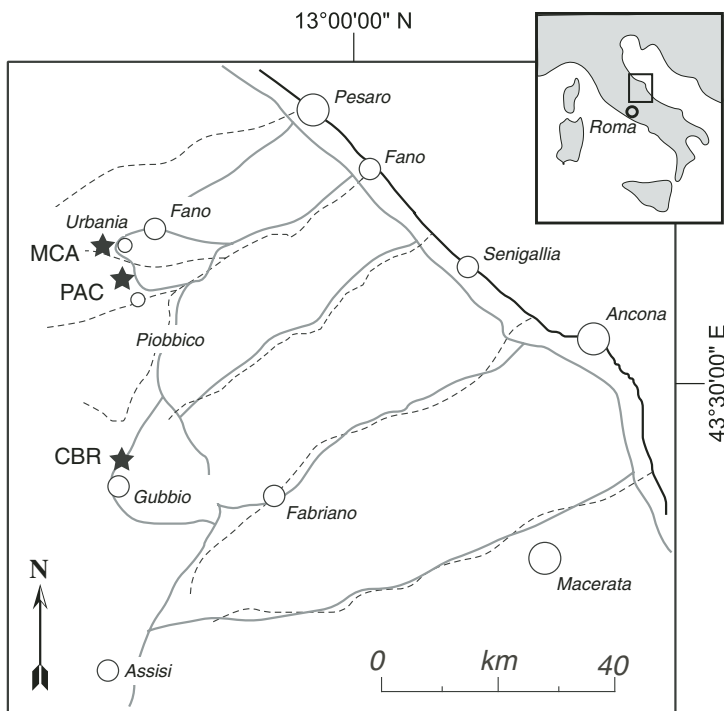 13°00'00" N
Pesaro
Roma
Fano
Urbania
Fano
MCA
Senigallia
PAC
Ancona
Piobbico
43°30'00" E
CBR
Gubbio
Fabriano
N
Macerata
Assisi
0 km 40